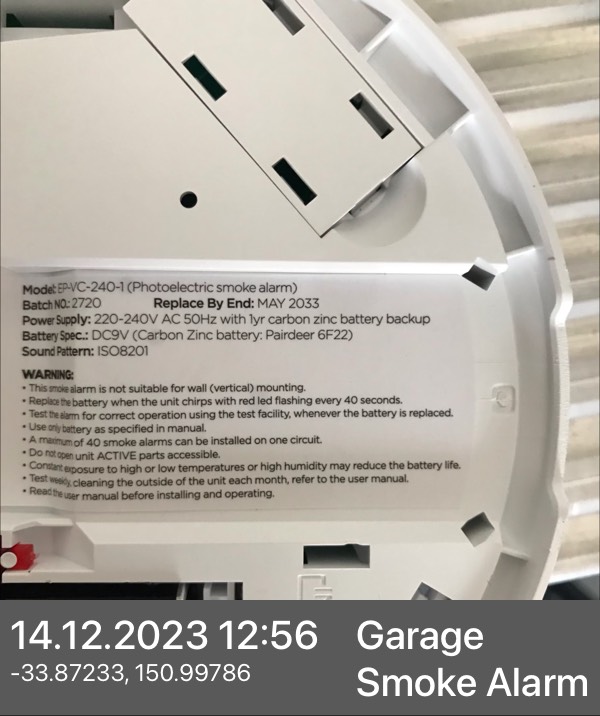 Model: EP-VC-240-1 (Photoelectric smoke alarm)
Batch NO.: 2720 Replace By End: MAY 2033
Power Supply: 220-240V AC 50Hz with 1yr carbon zinc battery backup
Battery Spec.: DC9V (Carbon Zinc battery: Pairdeer 6F22)
Sound Pattern: ISO8201
WARNING:
• This smoke alarm is not suitable for wall (vertical) mounting.
• Replace the battery when the unit chirps with red led flashing every 40 seconds.
• Test the alarm for correct operation using the test facility, whenever the battery is replaced.
• Use only battery as specified in manual.
• A maximum of 40 smoke alarms can be installed on one circuit.
• Do not open unit ACTIVE parts accessible.
• Constant exposure to high or low temperatures or high humidity may reduce the battery life.
• Test weekly, cleaning the outside of the unit each month, refer to the user manual.
• Read the user manual before installing and operating.
14.12.2023 12:56
-33.87233, 150.99786
Garage
Smoke Alarm